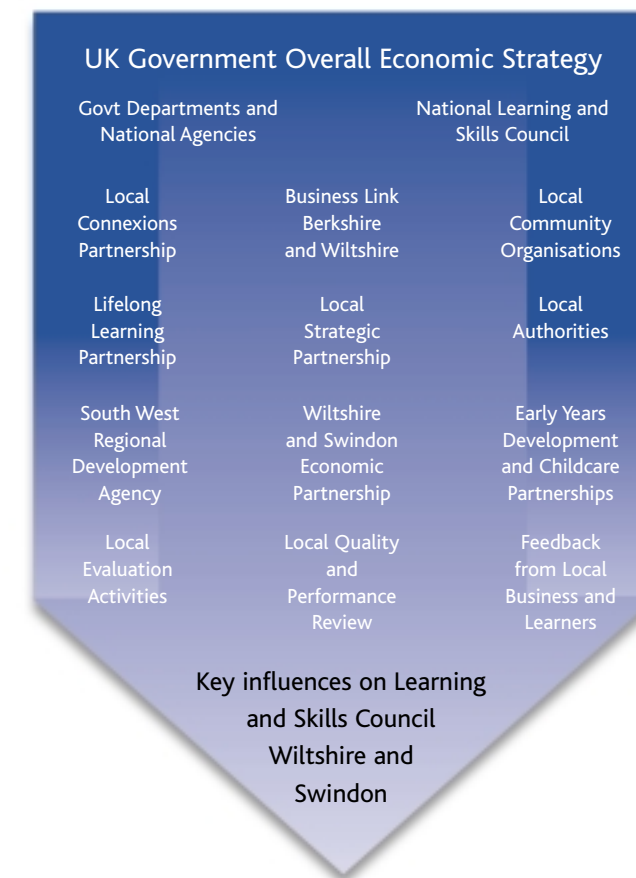 UK Government Overall Economic Strategy
Govt Departments and
National Agencies
National Learning and
Skills Council
Local
Connexions
Partnership
Business Link
Berkshire
and Wiltshire
Local
Community
Organisations
Lifelong
Learning
Partnership
Local
Strategic
Partnership
Local
Authorities
South West
Regional
Development
Agency
Wiltshire
and Swindon
Economic
Partnership
Early Years
Development
and Childcare
Partnerships
Local
Evaluation
Activities
Local Quality
and
Performance
Review
Feedback
from Local
Business and
Learners
Key influences on Learning
and Skills Council
Wiltshire and
Swindon